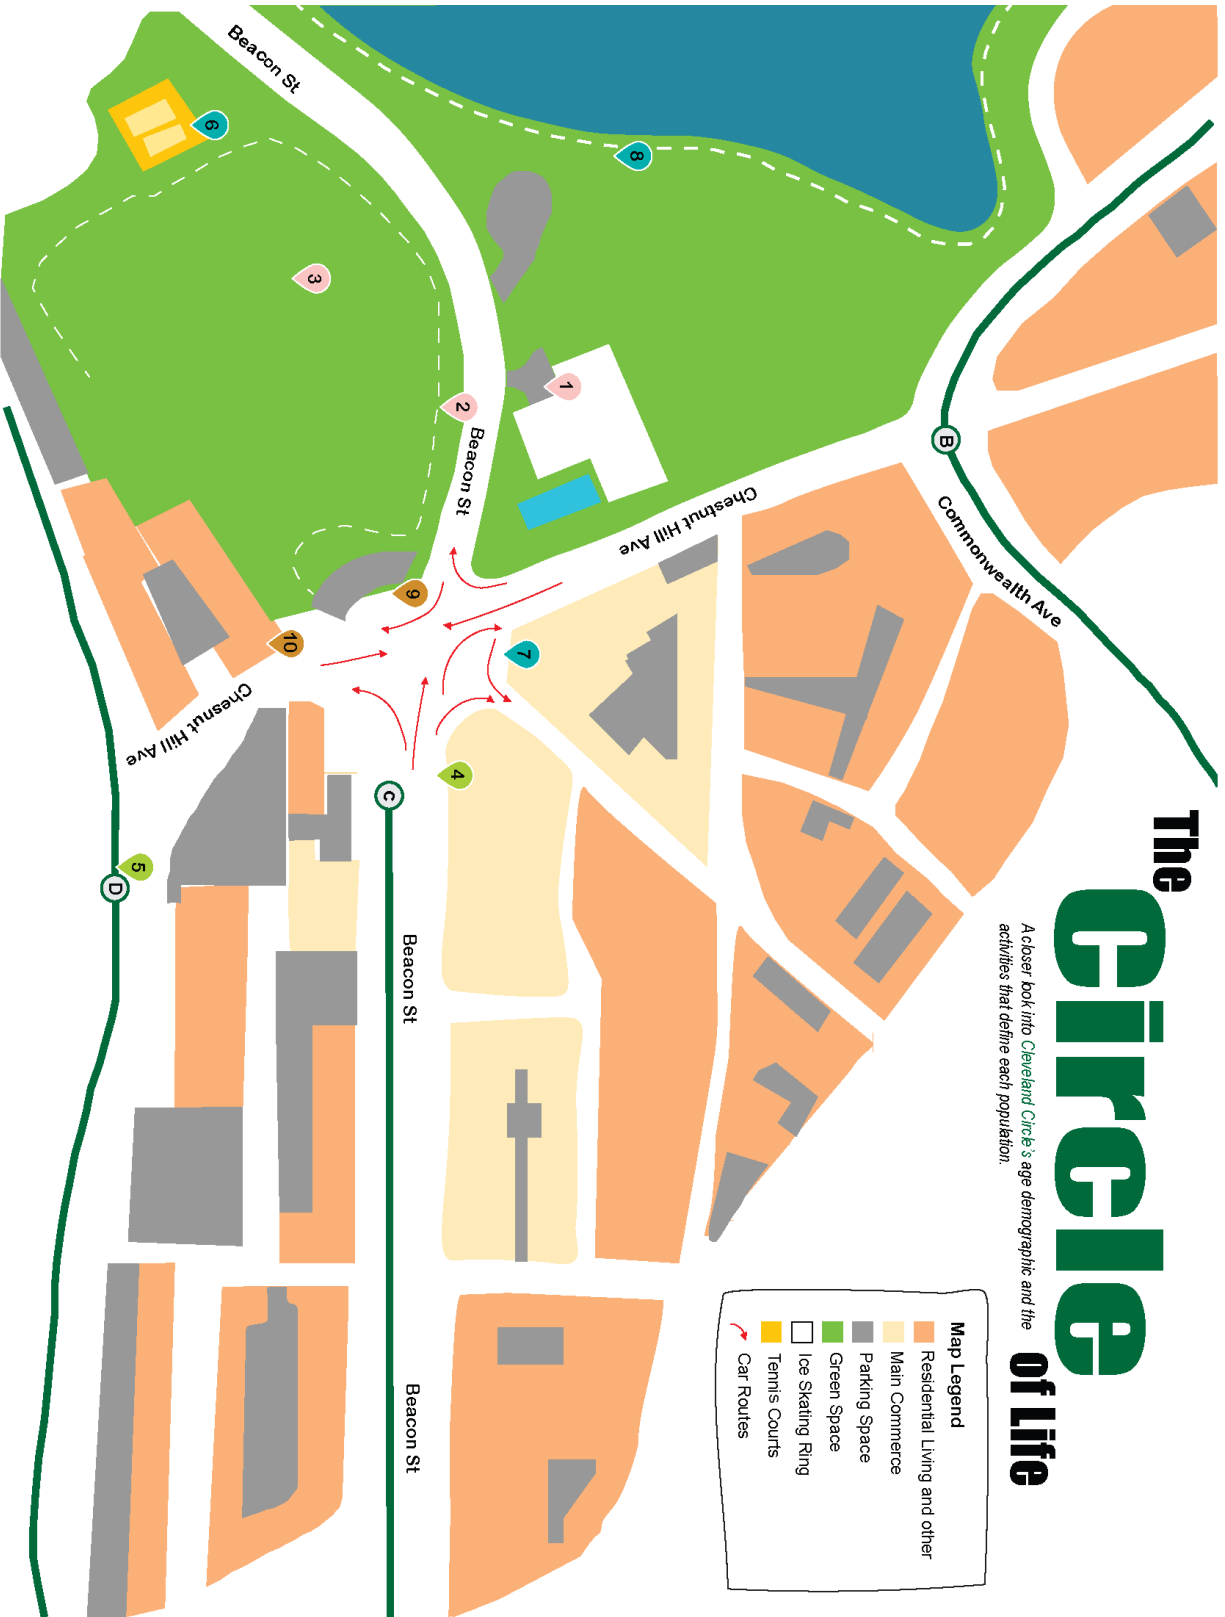 The
Circle
of Life
A closer look into Cleveland Circle's age demographic and the
activities that define each population.
Commonwealth Ave
B
Chestnut Hill Ave
Beacon St
Beacon St
8
1
2
3
6
7
9
10
4
C
5
D
Chesnut Hill Ave
Beacon St
Beacon St
Map Legend
Residential Living and other
Main Commerce
Parking Space
Green Space
Ice Skating Ring
Tennis Courts
Car Routes